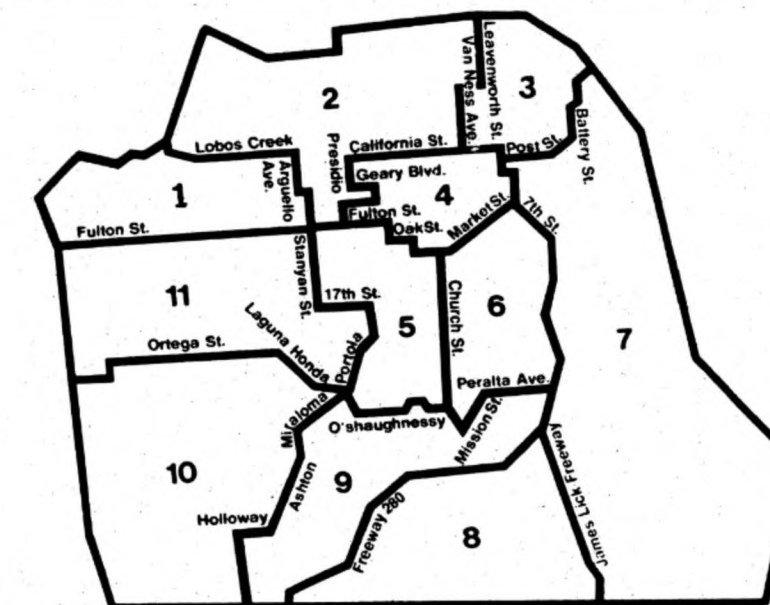 Leavenworth St.
Van Ness Ave.
2
3
Battery St.
Lobos Creek
Presidio
California St.
Post St.
Arguello
Ave.
Geary Blvd.
1
4
Fulton St.
Fulton St.
Oak St.
Market St.
7th St.
Stanyan St.
11
17th St.
5
Church St.
6
7
Laguna Honda
Portola
Ortega St.
Peralta Ave.
Miraloma
O'shaughnessy
Mission St.
10
Ashton
9
Holloway
Freeway 280
8
James Lick Freeway